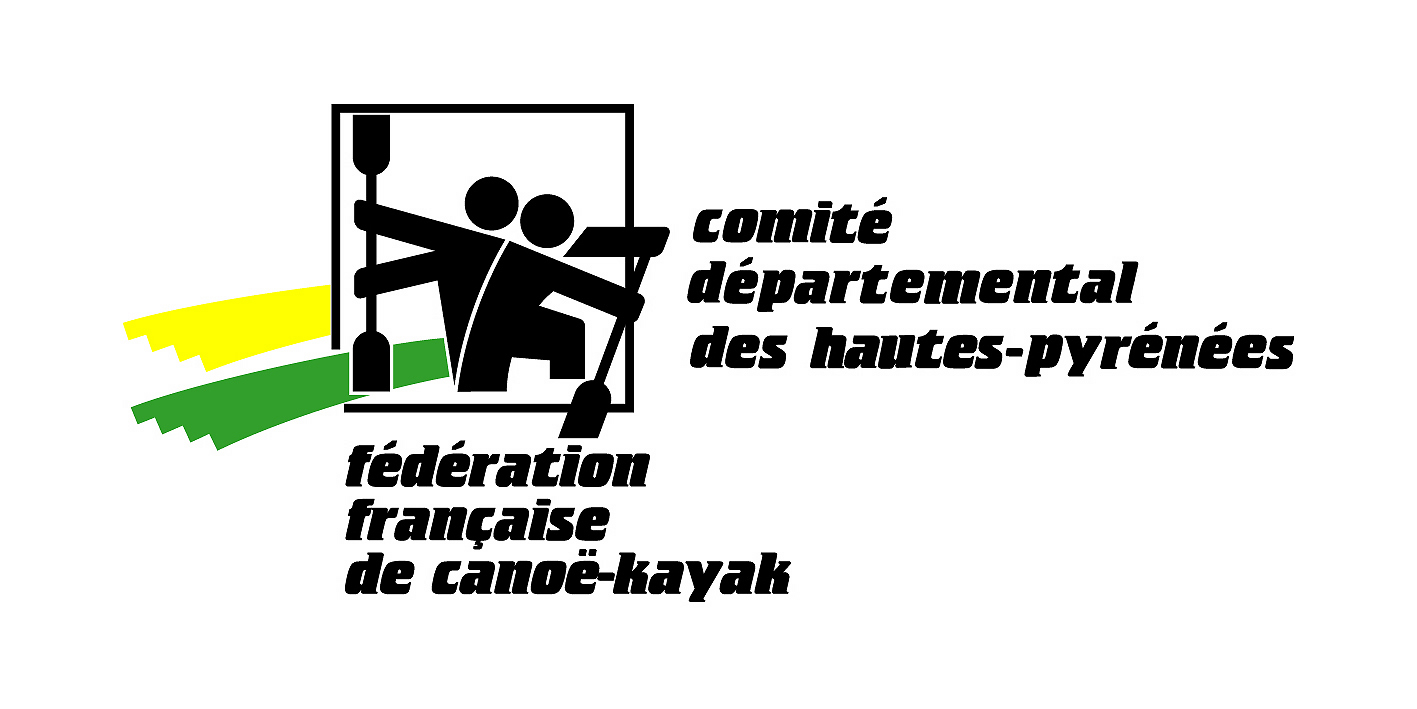 comité
départemental
des hautes-pyrénées
fédération
française
de canoë-kayak